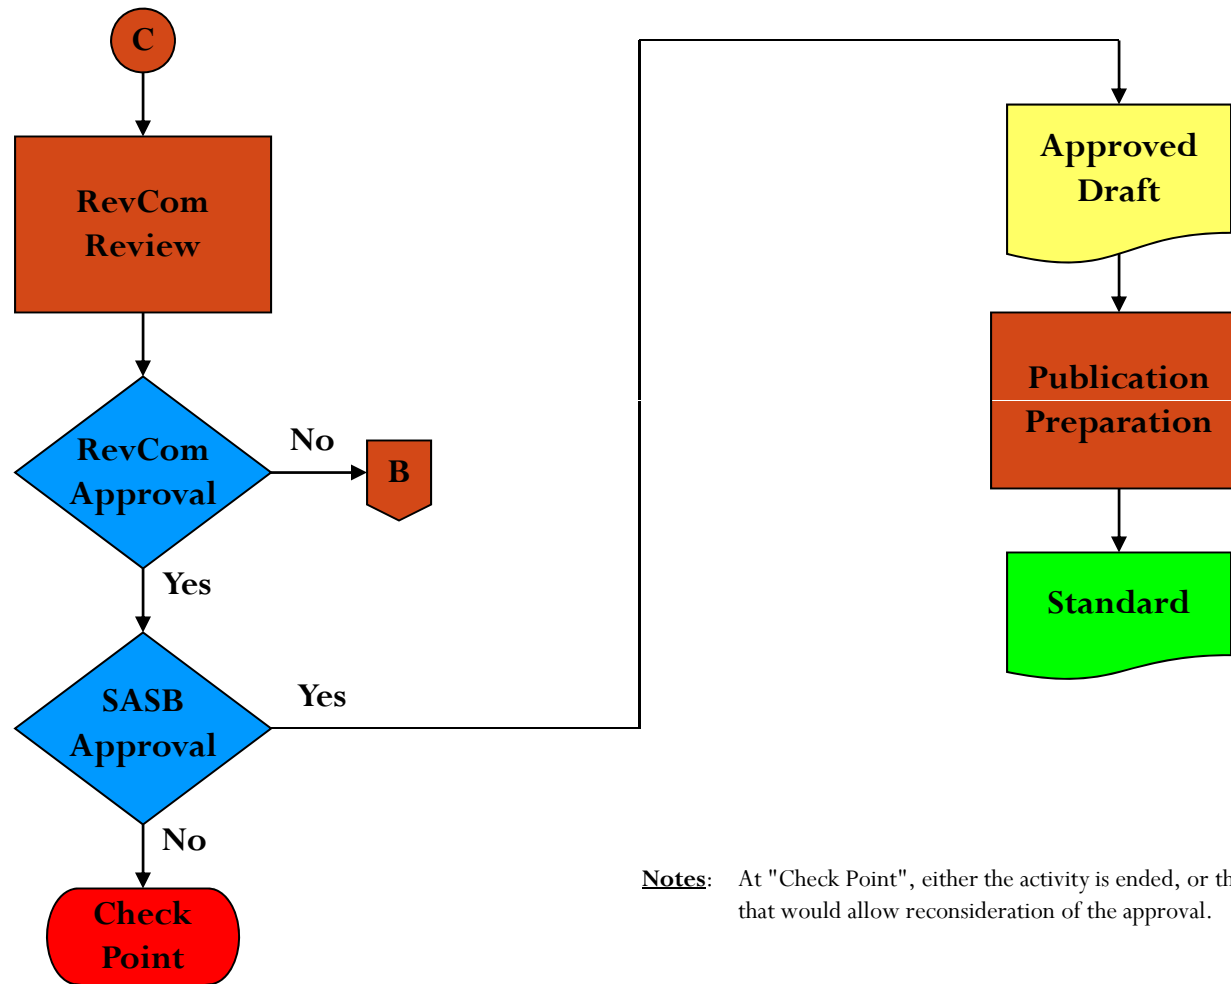 C
RevCom
Review
RevCom
Approval
No
B
Yes
SASB
Approval
Yes
No
Check
Point
Approved
Draft
Publication
Preparation
Standard
Notes: At "Check Point", either the activity is ended, or
that would allow reconsideration of the approval.